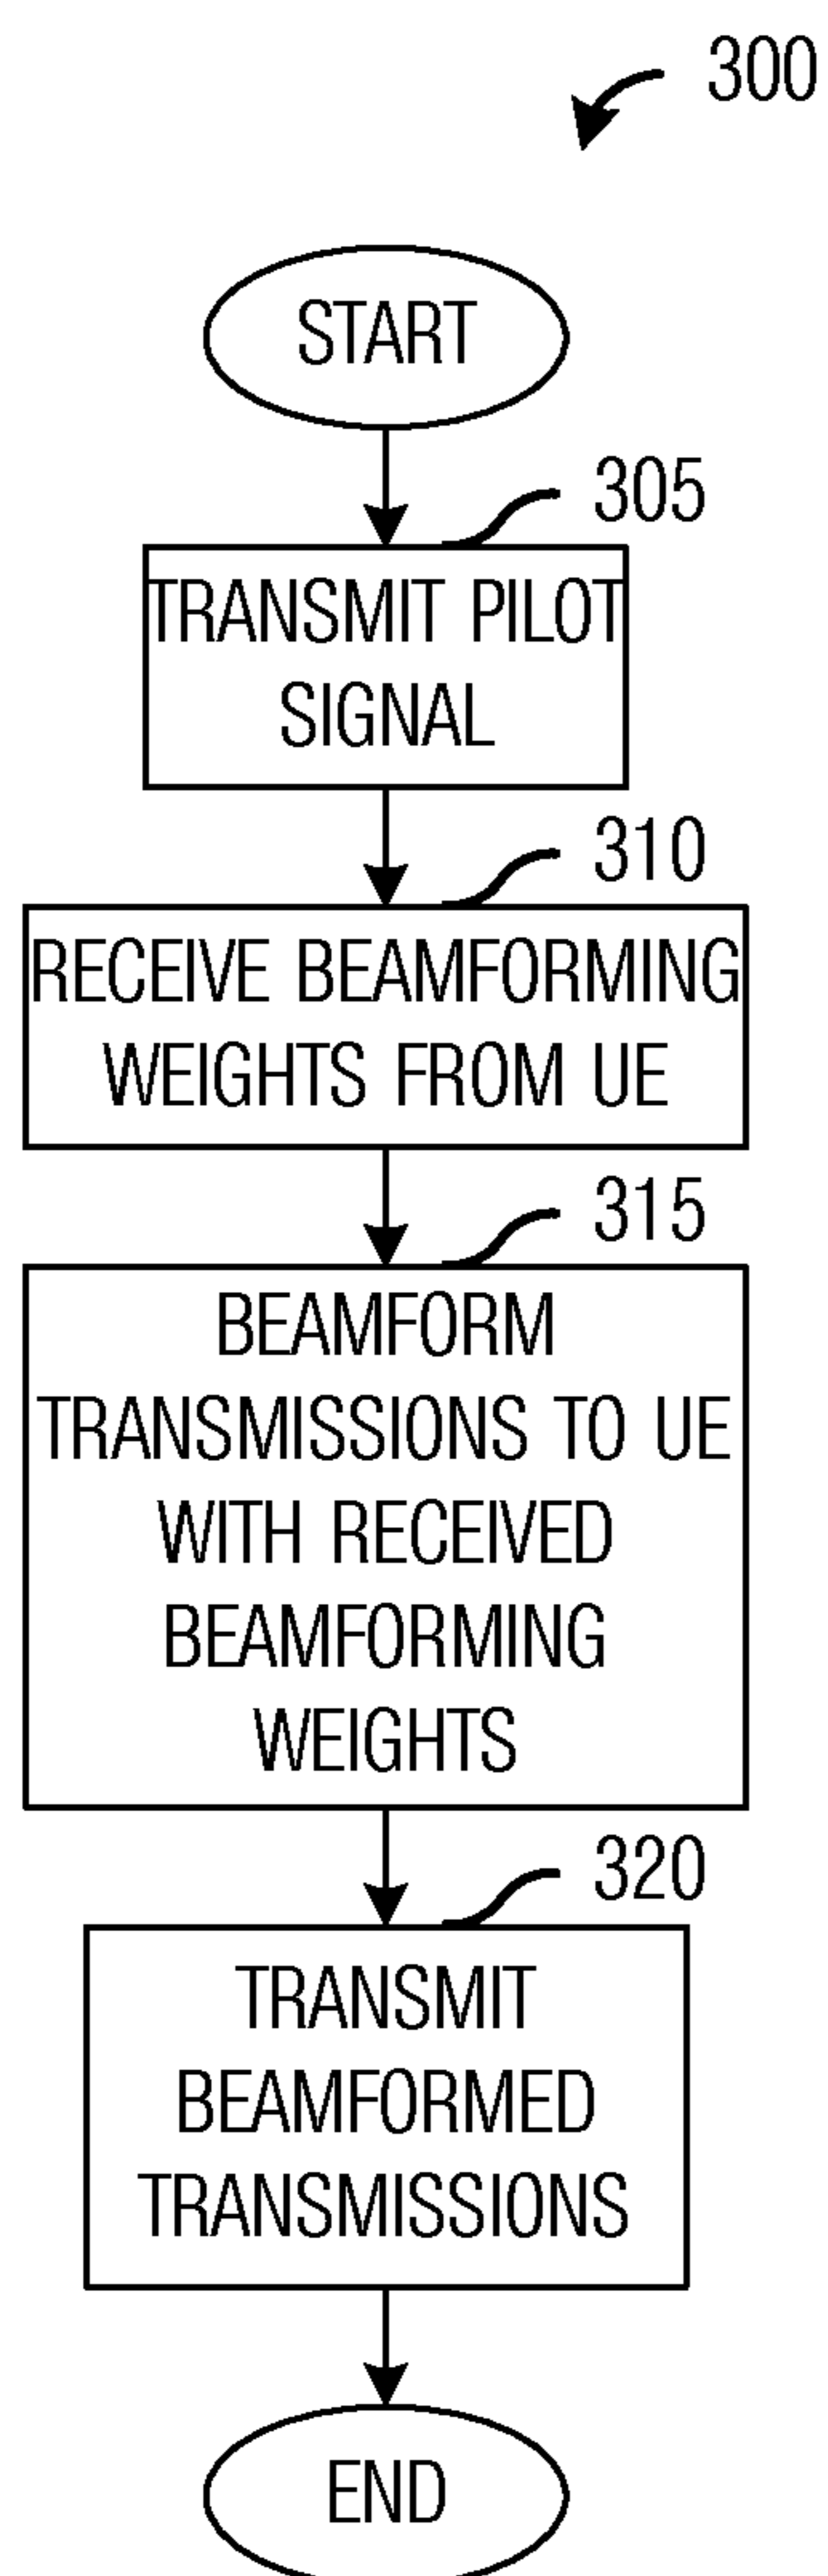 300
START
305
TRANSMIT PILOT
SIGNAL
310
RECEIVE BEAMFORMING
WEIGHTS FROM UE
315
BEAMFORM
TRANSMISSIONS TO UE
WITH RECEIVED
BEAMFORMING
WEIGHTS
320
TRANSMIT
BEAMFORMED
TRANSMISSIONS
END